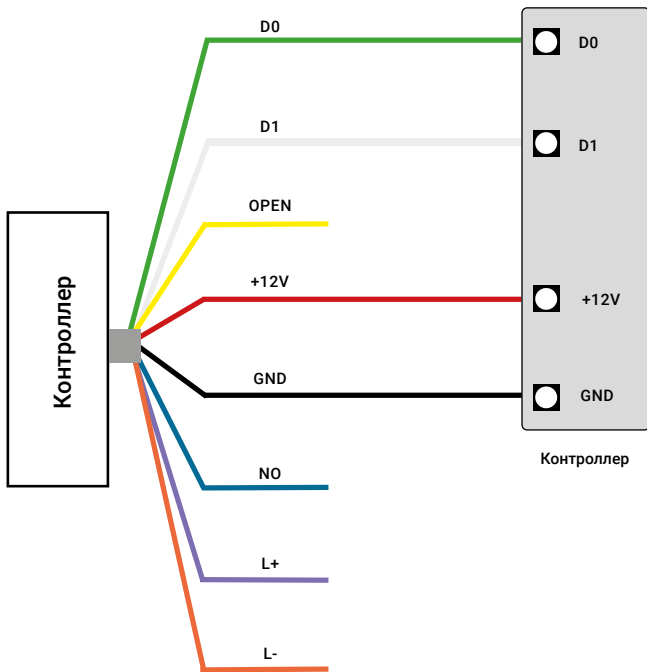 D0
D0
D1
D1
OPEN
+12V
+12V
Контроллер
GND
GND
Контроллер
NO
L+
L-